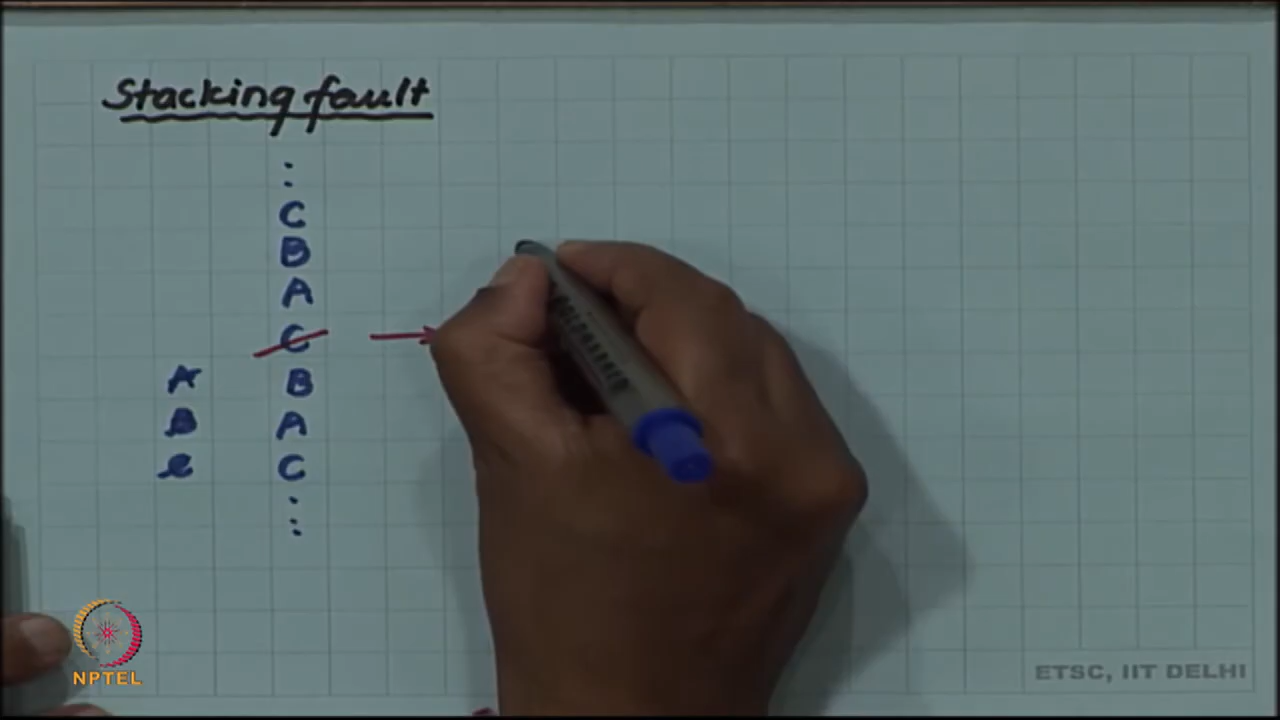 Stacking fault
:
C
B
A
C
A B
B A
C C
:
NPTEL
ETSC, IIT DELHI